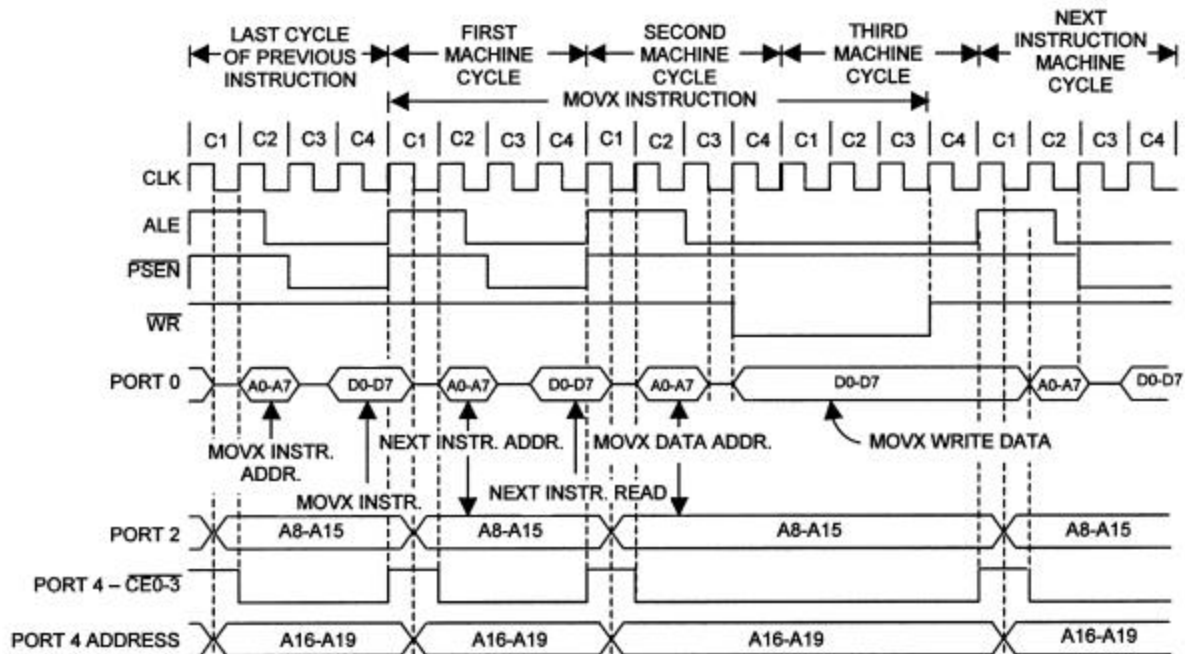 LAST CYCLE
OF PREVIOUS
INSTRUCTION
FIRST
MACHINE
CYCLE
SECOND
MACHINE
CYCLE
THIRD
MACHINE
CYCLE
NEXT
INSTRUCTION
MACHINE
CYCLE
MOVX INSTRUCTION
C1 C2 C3 C4 C1 C2 C3 C4 C1 C2 C3 C4 C1 C2 C3 C4 C1 C2 C3 C4
CLK
ALE
PSEN
WR
PORT 0 A0-A7 D0-D7 A0-A7 D0-D7 A0-A7 D0-D7 A0-A7 D0-D7
MOVX INSTR.
ADDR.
NEXT INSTR. ADDR.
MOVX DATA ADDR.
MOVX WRITE DATA
MOVX INSTR.
NEXT INSTR. READ
PORT 2 A8-A15 A8-A15 A8-A15 A8-A15
PORT 4 – CE0-3
PORT 4 ADDRESS A16-A19 A16-A19 A16-A19 A16-A19